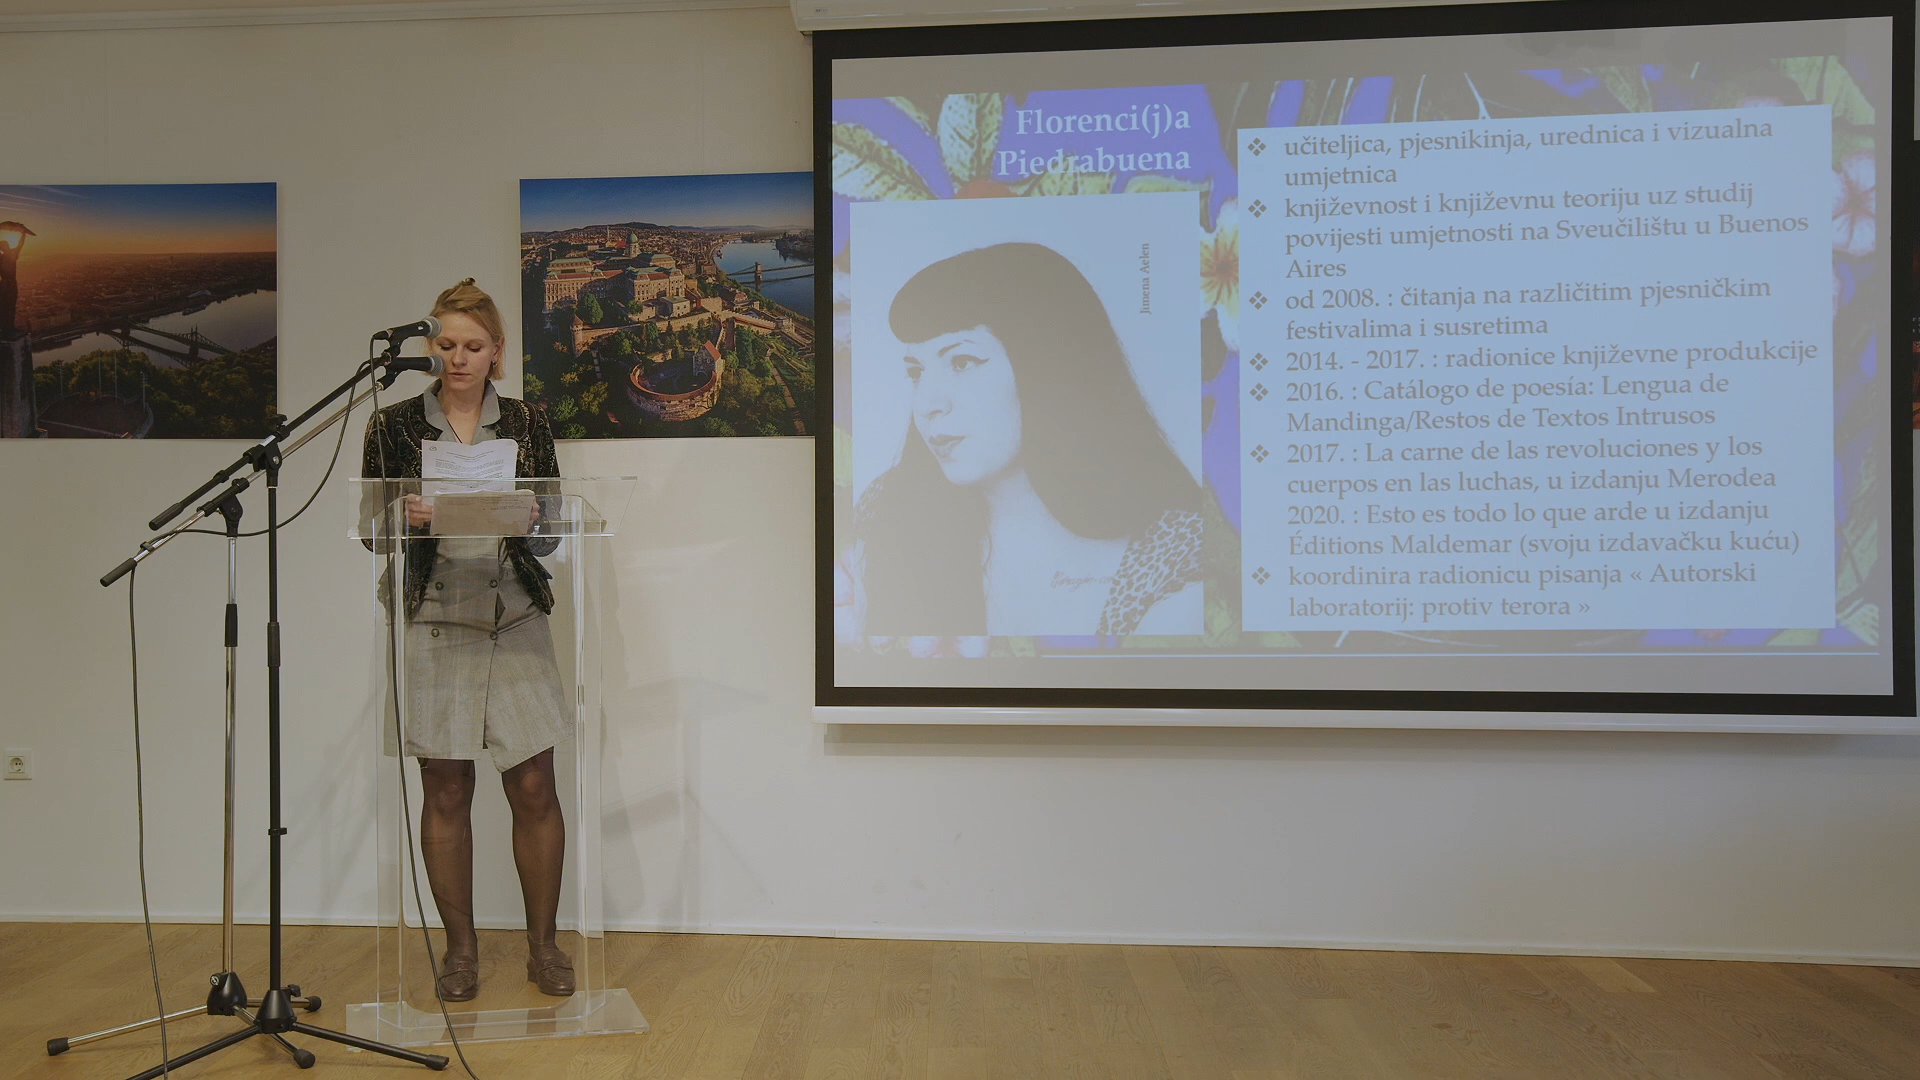 Florenci(j)a
Piedrabuena
Jimena Aelen
❖ učiteljica, pjesnikinja, urednica i vizualna
umjetnica
❖ književnost i književnu teoriju uz studij
povijesti umjetnosti na Sveučilištu u Buenos
Aires
❖ od 2008. : čitanja na različitim pjesničkim
festivalima i susretima
❖ 2014. - 2017. : radionice književne produkcije
❖ 2016. : Catálogo de poesía: Lengua de
Mandinga/Restos de Textos Intrusos
❖ 2017. : La carne de las revoluciones y los
cuerpos en las luchas, u izdanju Merodea
2020. : Esto es todo lo que arde u izdanju
Éditions Maldemar (svoju izdavačku kuću)
❖ koordinira radionicu pisanja « Autorski
laboratorij: protiv terora »